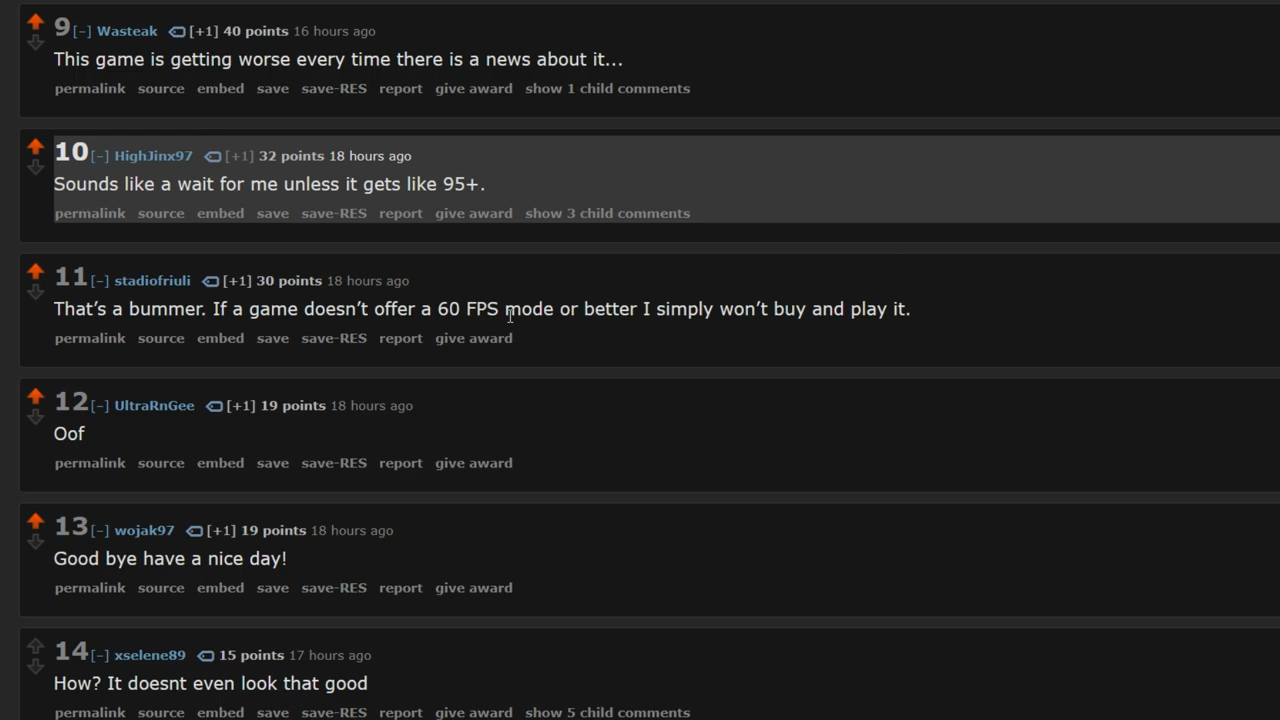 9 [-] Wasteak [+1] 40 points 16 hours ago
This game is getting worse every time there is a news about it...
permalink source embed save save-RES report give award show 1 child comments
10 [-] HighJinx97 [+1] 32 points 18 hours ago
Sounds like a wait for me unless it gets like 95+.
permalink source embed save save-RES report give award show 3 child comments
11 [-] stadiofriuli [+1] 30 points 18 hours ago
That’s a bummer. If a game doesn’t offer a 60 FPS mode or better I simply won’t buy and play it.
permalink source embed save save-RES report give award
12 [-] UltraRnGee [+1] 19 points 18 hours ago
Oof
permalink source embed save save-RES report give award
13 [-] wojak97 [+1] 19 points 18 hours ago
Good bye have a nice day!
permalink source embed save save-RES report give award
14 [-] xselene89 15 points 17 hours ago
How? It doesnt even look that good
permalink source embed save save-RES report give award show 5 child comments